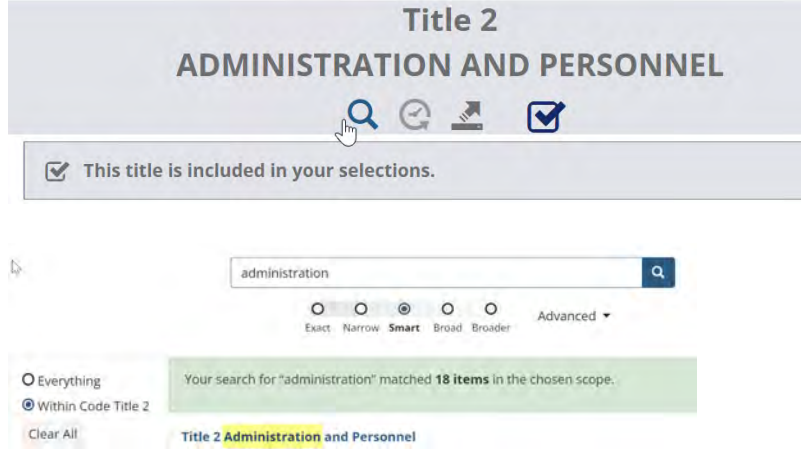 Title 2
ADMINISTRATION AND PERSONNEL
This title is included in your selections.
administration
Exact Narrow Smart Broad Broader
Advanced
Everything
Your search for "administration" matched 18 items in the chosen scope.
Within Code Title 2
Clear All
Title 2 Administration and Personnel